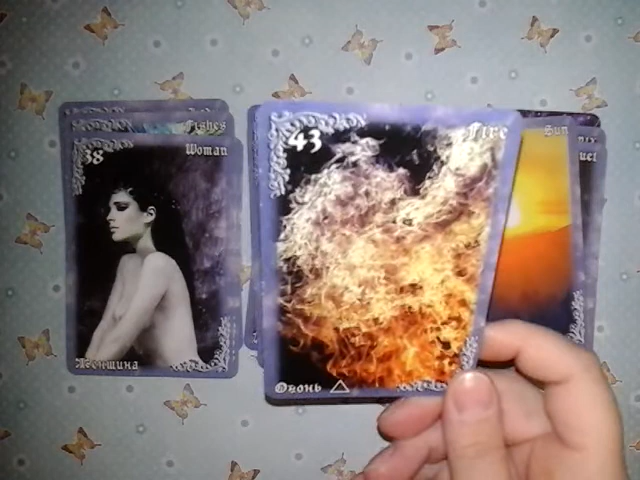 Fishes
38
Woman
Женщина
43
Fire
Огонь
Sun